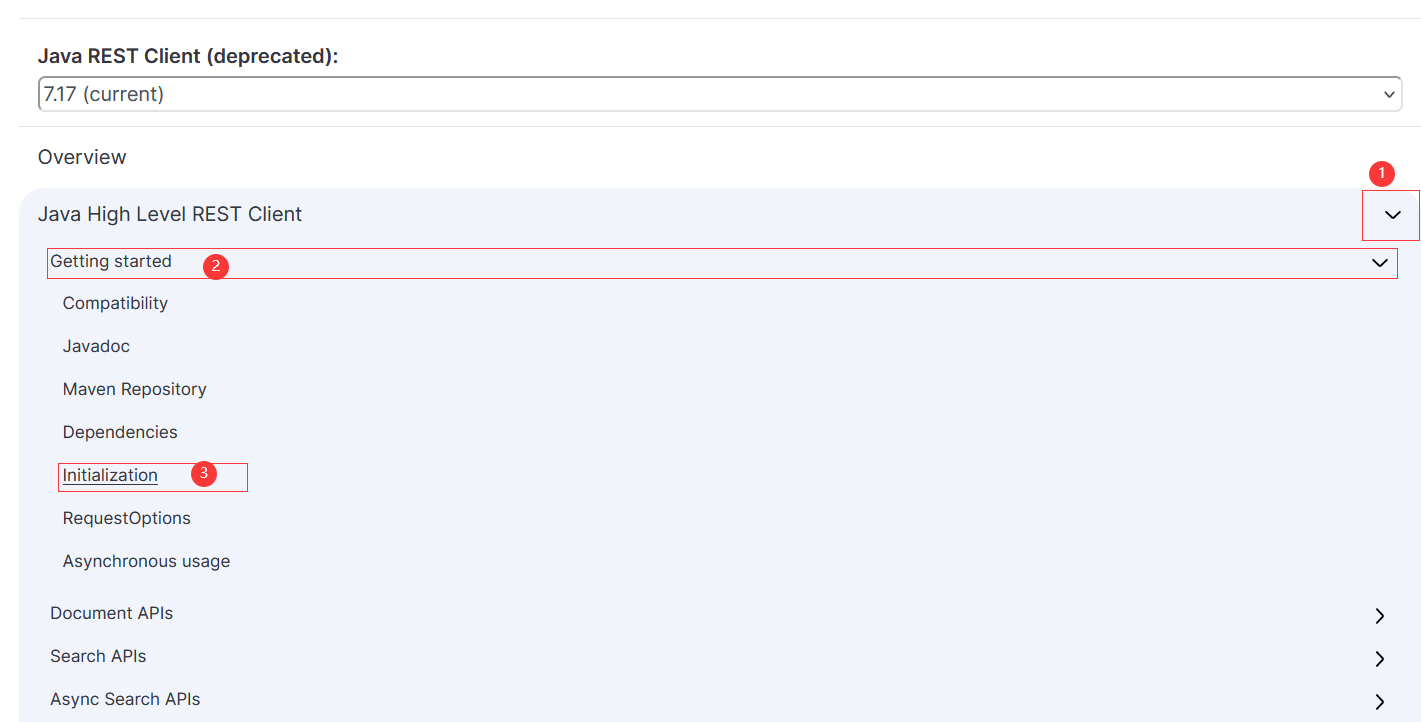 Java REST Client (deprecated):
7.17 (current)
Overview
1
Java High Level REST Client
Getting started 2
Compatibility
Javadoc
Maven Repository
Dependencies
Initialization 3
RequestOptions
Asynchronous usage
Document APIs
Search APIs
Async Search APIs